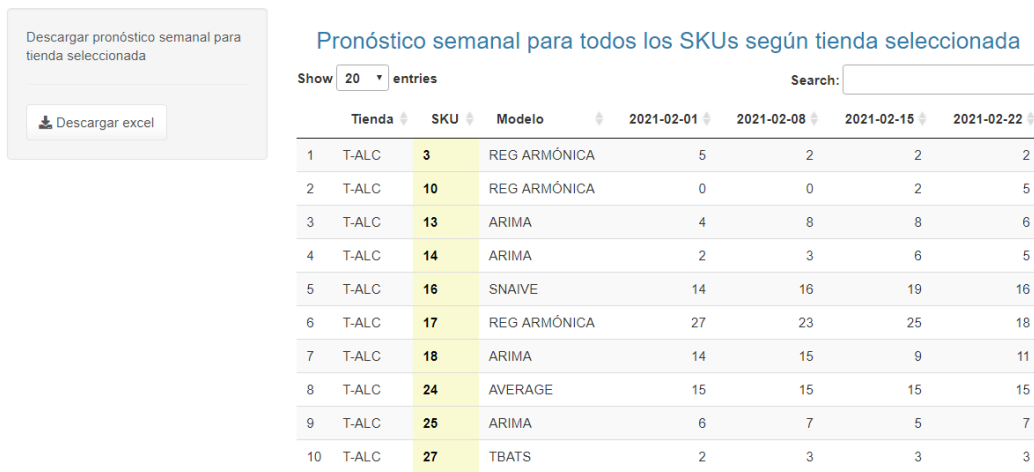 Descargar pronóstico semanal para
tienda seleccionada
Descargar excel
Pronóstico semanal para todos los SKUs según tienda seleccionada
Show 20 entries
Search:
Tienda SKU Modelo 2021-02-01 2021-02-08 2021-02-15 2021-02-22
1 T-ALC 3 REG ARMÓNICA 5 2 2 2
2 T-ALC 10 REG ARMÓNICA 0 0 2 5
3 T-ALC 13 ARIMA 4 8 8 6
4 T-ALC 14 ARIMA 2 3 6 5
5 T-ALC 16 SNAIVE 14 16 19 16
6 T-ALC 17 REG ARMÓNICA 27 23 25 18
7 T-ALC 18 ARIMA 14 15 9 11
8 T-ALC 24 AVERAGE 15 15 15 15
9 T-ALC 25 ARIMA 6 7 5 7
10 T-ALC 27 TBATS 2 3 3 3